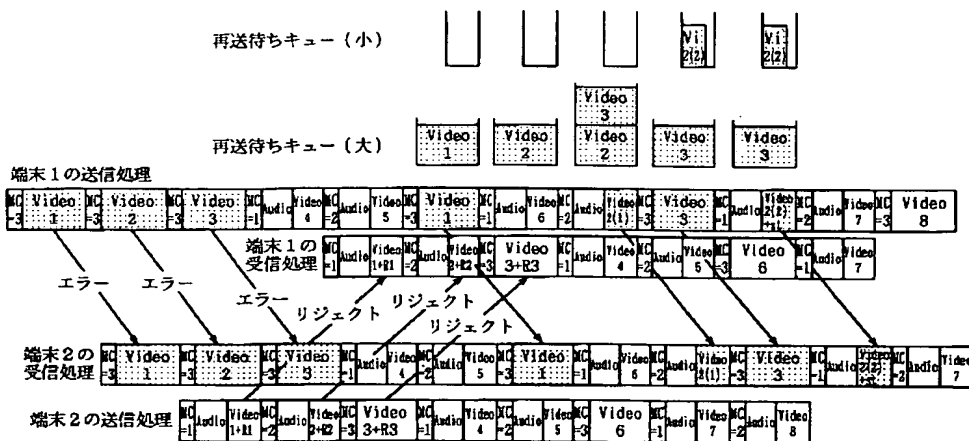 再送待ちキュー(小)
Vi 2(2)
Vi 2(2)
Video 3
再送待ちキュー(大)
Video 1
Video 2
Video 2
Video 3
Video 3
端末1の送信処理
MC =3 Video 1 MC =3 Video 2 MC =3 Video 3 MC =1 Audio Video 4 MC =2 Audio Video 5 MC =3 Video 1 MC =1 Audio Video 6 MC =2 Audio Video 2(1) MC =3 Video 3 MC =1 Audio Video 2(2) MC =2 Audio Video 7 MC =3 Video 8
端末1の
受信処理
MC =1 Audio Video 1+R1 MC =2 Audio Video 2+R2 MC =3 Video 3+R3 MC =1 Audio Video 4 MC =2 Audio Video 5 MC =3 Video 6 MC =1 Audio Video 7
エラー
エラー
エラー
リジェクト
リジェクト
リジェクト
端末2の
受信処理
MC =3 Video 1 MC =3 Video 2 MC =3 Video 3 MC =1 Audio Video 4 MC =2 Audio Video 5 MC =3 Video 1 MC =1 Audio Video 6 MC =2 Audio Video 2(1) MC =3 Video 3 MC =1 Audio Video 2(2) MC =2 Audio Video 7
端末2の送信処理
MC =1 Audio Video 1+R1 MC =2 Audio Video 2+R2 MC =3 Video 3+R3 MC =1 Audio Video 4 MC =2 Audio Video 5 MC =3 Video 6 MC =1 Audio Video 7 MC =2 Audio Video 8